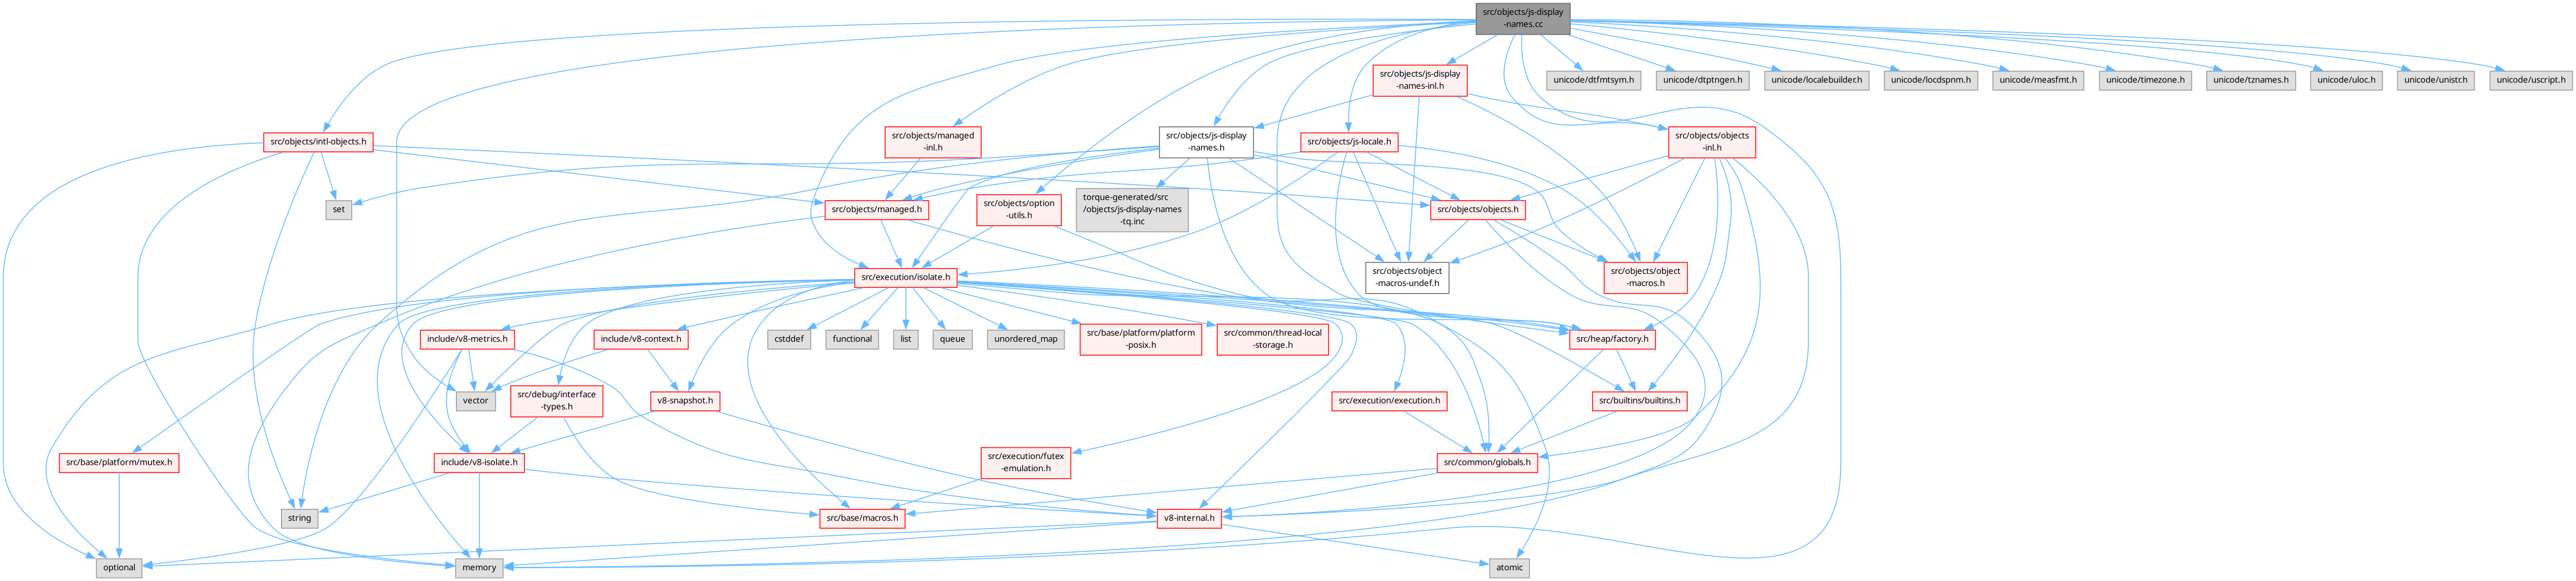 src/objects/js-display
-names.cc
src/objects/js-display
-names-inl.h
unicode/dtfmtsym.h
unicode/dtptngen.h
unicode/localebuilder.h
unicode/locdspnm.h
unicode/measfmt.h
unicode/timezone.h
unicode/tznames.h
unicode/uloc.h
unicode/unistr.h
unicode/uscript.h
src/objects/intl-objects.h
src/objects/managed
-inl.h
src/objects/js-display
-names.h
src/objects/js-locale.h
src/objects/objects
-inl.h
set
src/objects/managed.h
src/objects/option
-utils.h
torque-generated/src
/objects/js-display-names
-tq.inc
src/objects/objects.h
src/execution/isolate.h
src/objects/object
-macros-undef.h
src/objects/object
-macros.h
include/v8-metrics.h
include/v8-context.h
cstddef
functional
list
queue
unordered_map
src/base/platform/platform
-posix.h
src/common/thread-local
-storage.h
src/heap/factory.h
vector
src/debug/interface
-types.h
v8-snapshot.h
src/execution/execution.h
src/builtins/builtins.h
src/base/platform/mutex.h
include/v8-isolate.h
src/execution/futex
-emulation.h
src/common/globals.h
string
src/base/macros.h
v8-internal.h
optional
memory
atomic